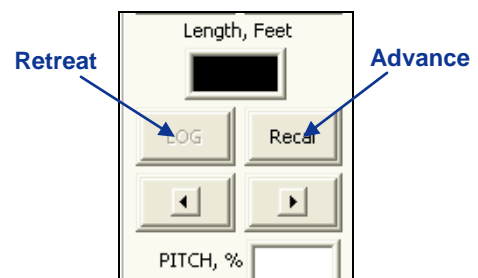 Length, Feet
Retreat
Advance
LOG
Recal
PITCH, %